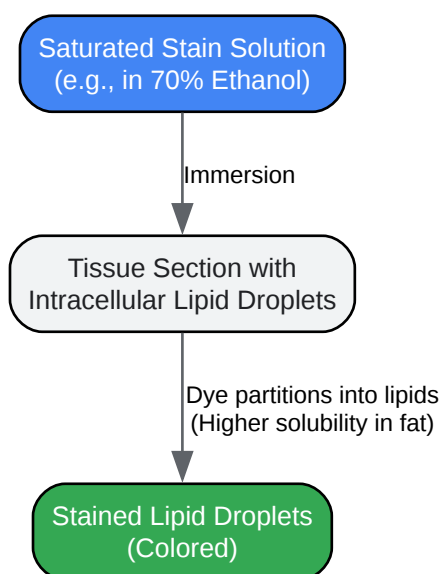 Saturated Stain Solution
(e.g., in 70% Ethanol)
Immersion
Tissue Section with
Intracellular Lipid Droplets
Dye partitions into lipids
(Higher solubility in fat)
Stained Lipid Droplets
(Colored)